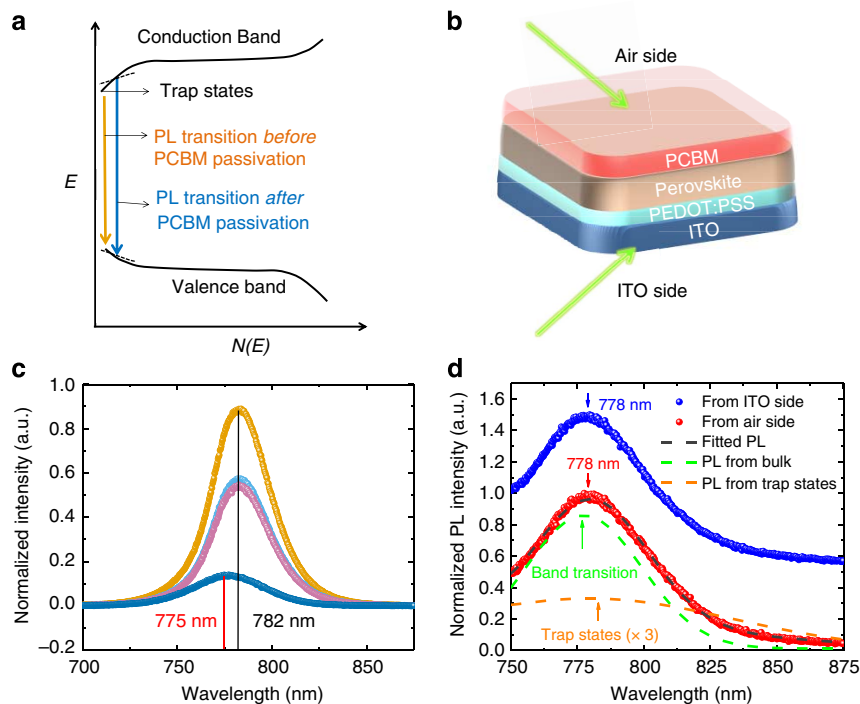 a
Conduction Band
Trap states
PL transition before
PCBM passivation
PL transition after
PCBM passivation
Valence band
E
N(E)
b
Air side
PCBM
Perovskite
PEDOT:PSS
ITO
ITO side
c
Normalized intensity (a.u.)
1.0
0.8
0.6
0.4
0.2
0.0
−0.2
775 nm
782 nm
700
750
800
850
Wavelength (nm)
d
Normalized PL intensity (a.u.)
1.6
1.4
1.2
1.0
0.8
0.6
0.4
0.2
0.0
778 nm
778 nm
From ITO side
From air side
Fitted PL
PL from bulk
PL from trap states
Band transition
Trap states (× 3)
750
775
800
825
850
875
Wavelength (nm)